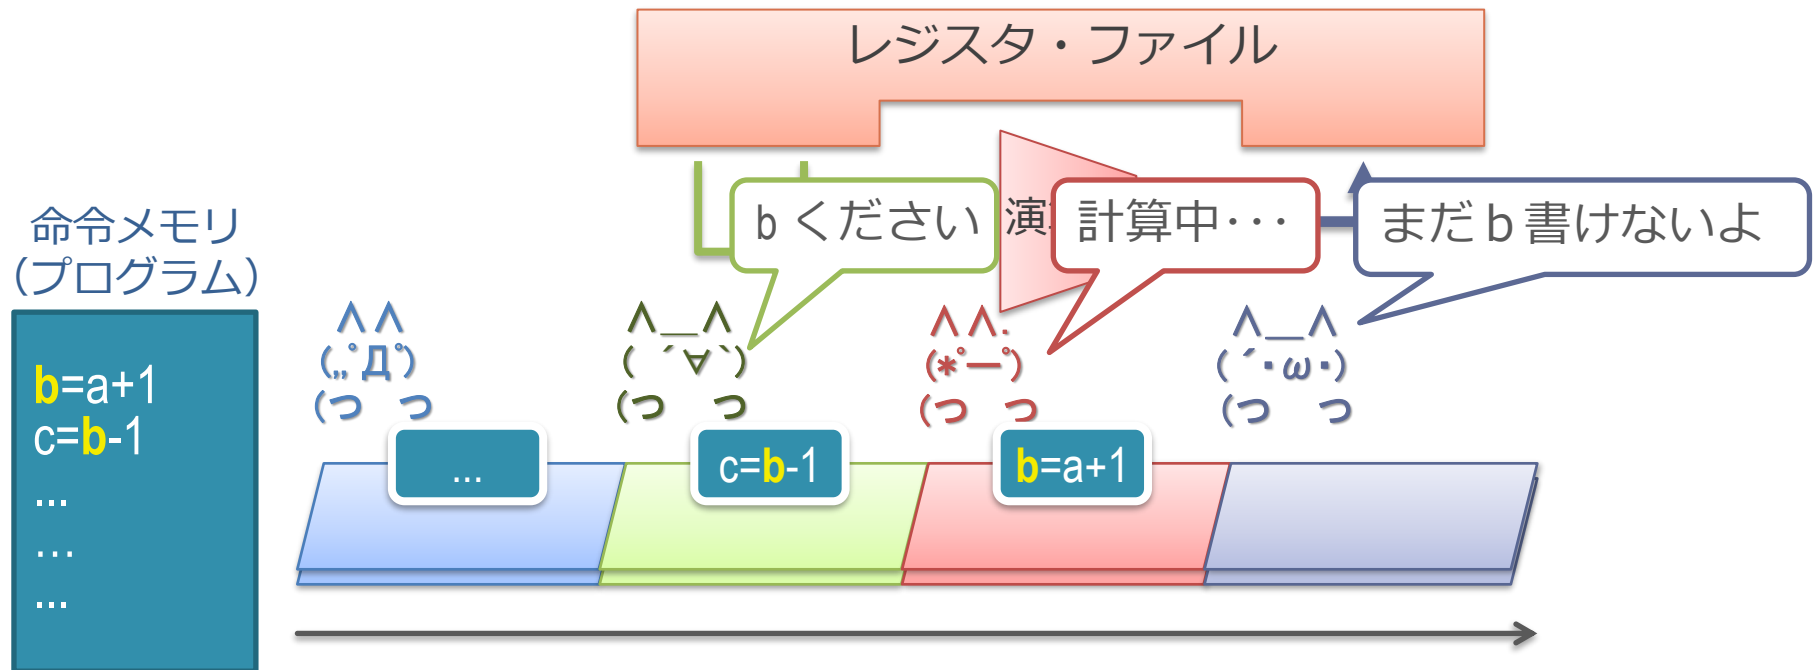 レジスタ・ファイル
b ください
演
計算中･･･
まだ b 書けないよ
命令メモリ
(プログラム)
b=a+1
c=b-1
...
…
...
∧∧
(,,ﾟДﾟ)
(つ つ
∧＿∧
( ´∀`)
(つ つ
∧∧.
(*ﾟーﾟ)
(つ つ
∧＿∧
( ´･ω･)
(つ つ
...
c=b-1
b=a+1